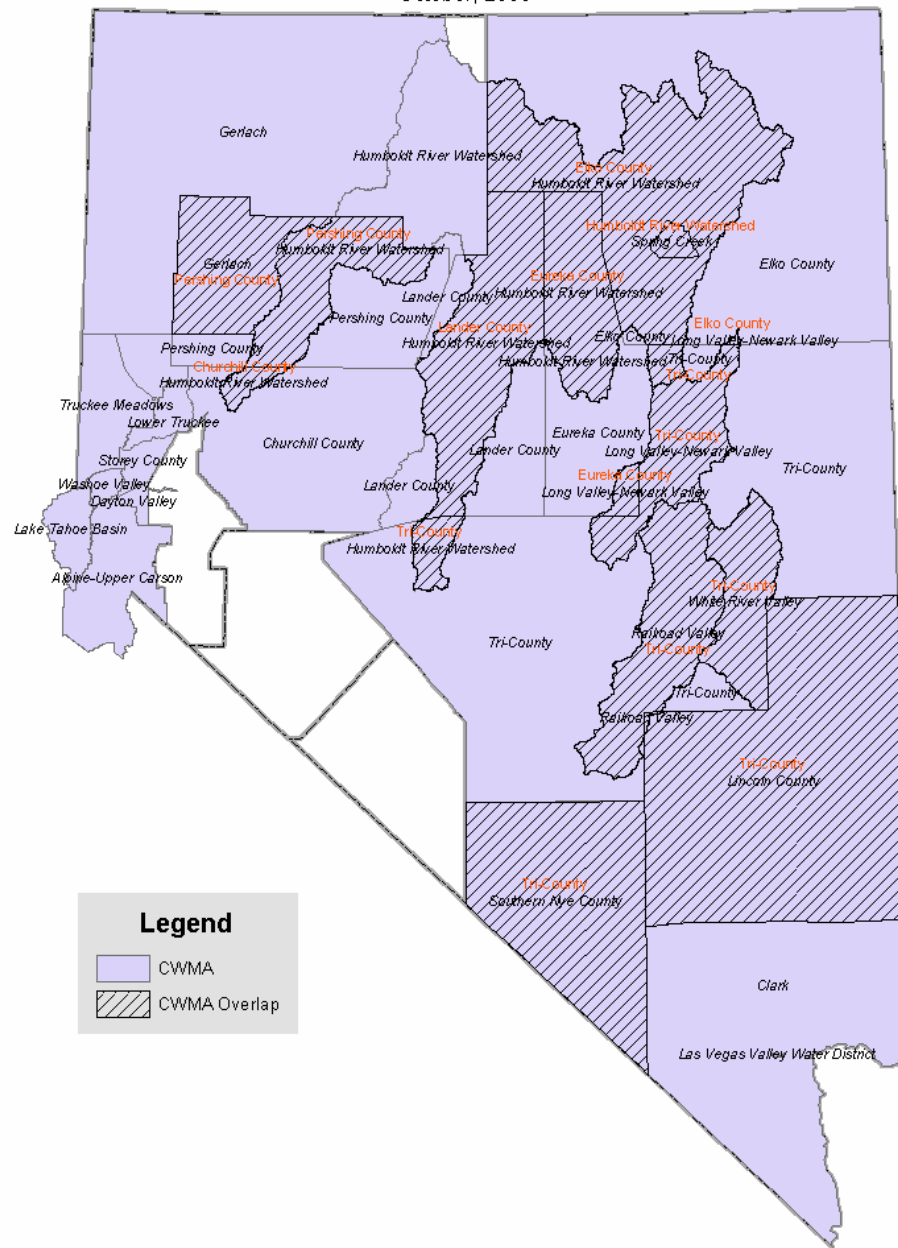 Gerlach
Humboldt River Watershed
Elko County
Humboldt River Watershed
Humboldt River Watershed
Spring Creek
Pershing County
Humboldt River Watershed
Gerlach
Pershing County
Elko County
Eureka County
Humboldt River Watershed
Lander County
Pershing County
Lander County
Humboldt River Watershed
Elko County
Elko County
Long Valley-Newark Valley
Pershing County
Humboldt River Watershed
Tri-County
Tri-County
Churchill County
Humboldt River Watershed
Truckee Meadows
Lower Truckee
Churchill County
Eureka County
Tri-County
Long Valley-Newark Valley
Lander County
Storey County
Tri-County
Washoe Valley
Eureka County
Long Valley-Newark Valley
Lander County
Dayton Valley
Lake Tahoe Basin
Tri-County
Humboldt River Watershed
Alpine-Upper Carson
Tri-County
White River Valley
Tri-County
Railroad Valley
Tri-County
Tri-County
Railroad Valley
Tri-County
Lincoln County
Tri-County
Southern Nye County
Legend
CWMA
CWMA Overlap
Clark
Las Vegas Valley Water District